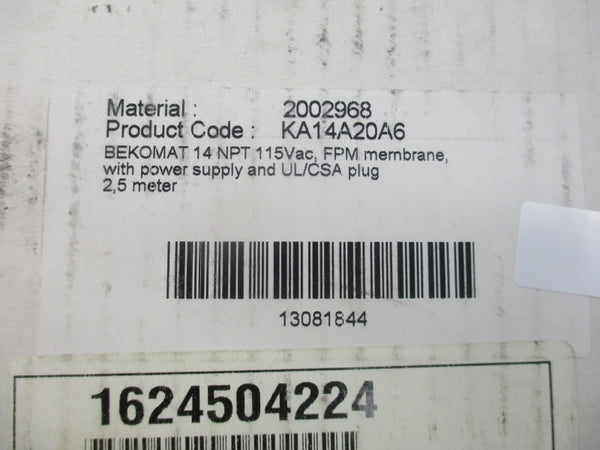 Material : 2002968
Product Code : KA14A20A6
BEKOMAT 14 NPT 115Vac, FPM membrane,
with power supply and UL/CSA plug
2,5 meter
13081844
1624504224